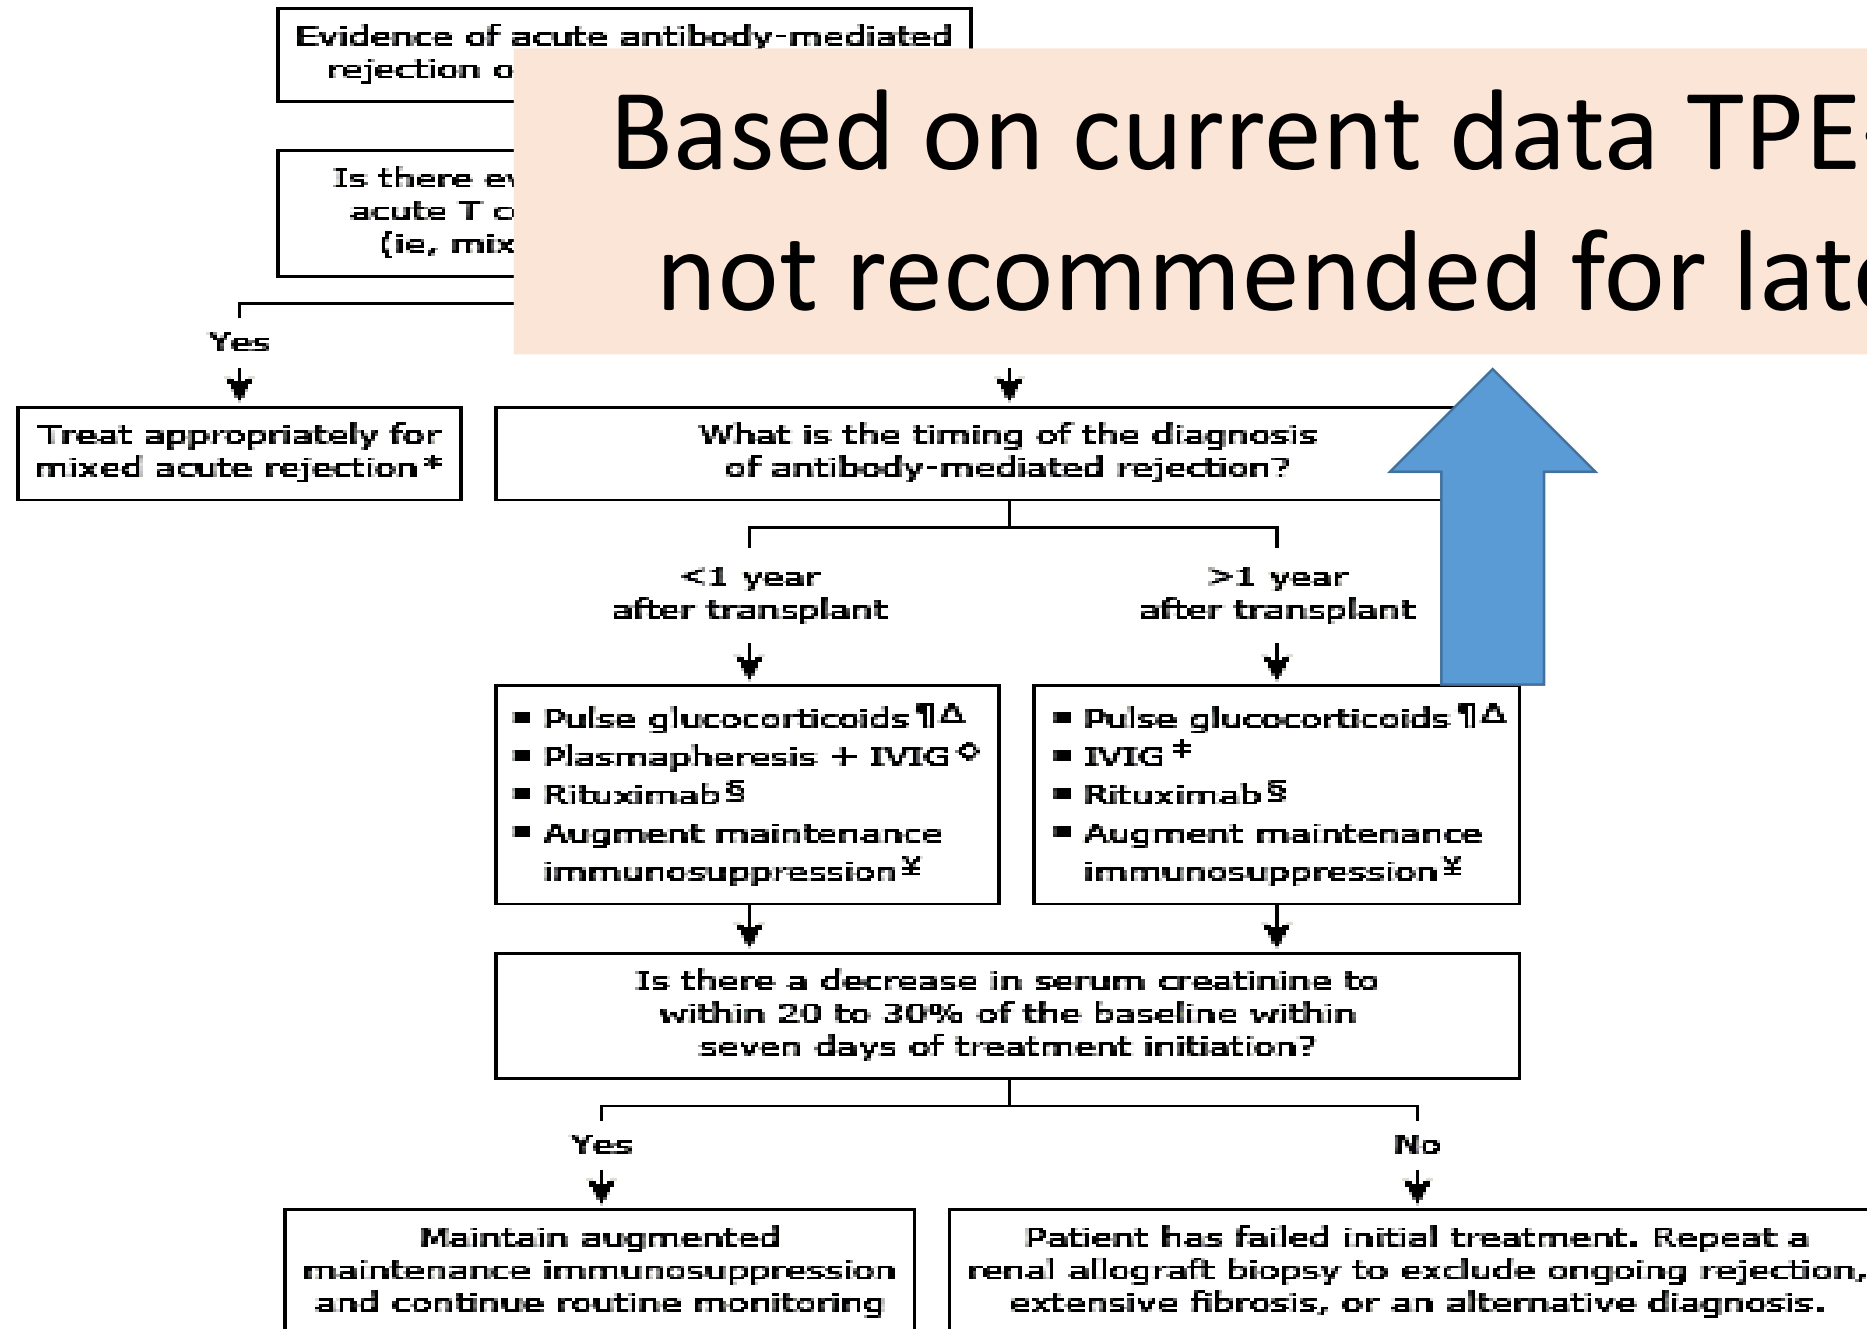 Evidence of acute antibody-mediated
rejection
Based on current data TPE
not recommended for
Is there
acute T
(ie,
Yes
Treat appropriately for
mixed acute rejection*
What is the timing of the diagnosis
of antibody-mediated rejection?
<1 year
after transplant
>1 year
after transplant
▪ Pulse glucocorticoids¶Δ
▪ Plasmapheresis + IVIG◇
▪ Rituximab§
▪ Augment maintenance
immunosuppression¥
▪ Pulse glucocorticoids¶Δ
▪ IVIG‡
▪ Rituximab§
▪ Augment maintenance
immunosuppression¥
Is there a decrease in serum creatinine to
within 20 to 30% of the baseline within
seven days of treatment initiation?
Yes
No
Maintain augmented
maintenance immunosuppression
and continue routine monitoring
Patient has failed initial treatment. Repeat a
renal allograft biopsy to exclude ongoing rejection,
extensive fibrosis, or an alternative diagnosis.